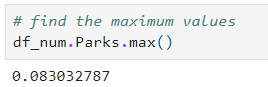 # find the maximum values
df_num.Parks.max()
0.083032787